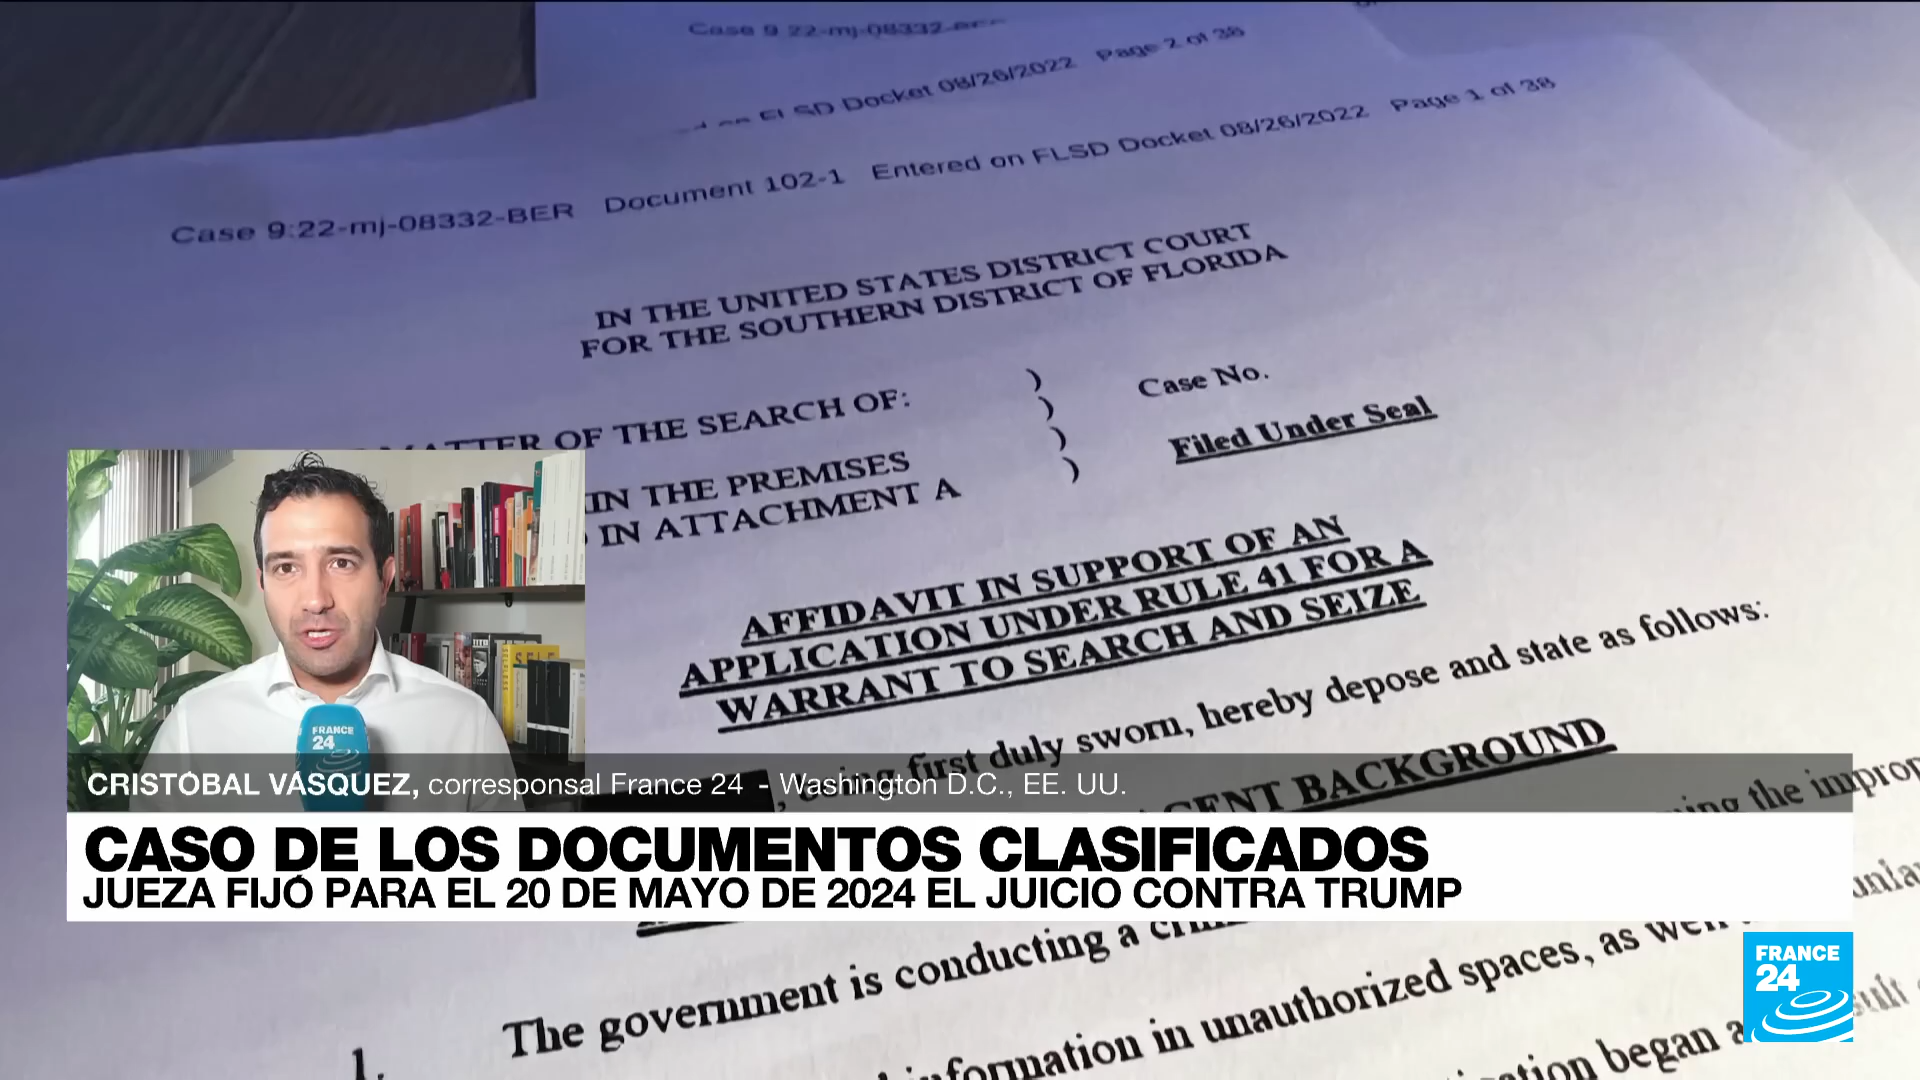 Case 9:22-mj-08332-BER
Docket 08/26/2022 Page 2 of 38
Case 9:22-mj-08332-BER Document 102-1 Entered on FLSD Docket 08/26/2022 Page 1 of 38
IN THE UNITED STATES DISTRICT COURT
FOR THE SOUTHERN DISTRICT OF FLORIDA
MATTER OF THE SEARCH OF:
IN THE PREMISES
IN ATTACHMENT A
)
)
)
)
Case No.
Filed Under Seal
AFFIDAVIT IN SUPPORT OF AN
APPLICATION UNDER RULE 41 FOR A
WARRANT TO SEARCH AND SEIZE
, being first duly sworn, hereby depose and state as follows:
BACKGROUND
the
1. The government is conducting a
information in unauthorized spaces, as well
began
FRANCE
24
CRISTÓBAL VÁSQUEZ, corresponsal France 24 - Washington D.C., EE. UU.
CASO DE LOS DOCUMENTOS CLASIFICADOS
JUEZA FIJÓ PARA EL 20 DE MAYO DE 2024 EL JUICIO CONTRA TRUMP
FRANCE
24